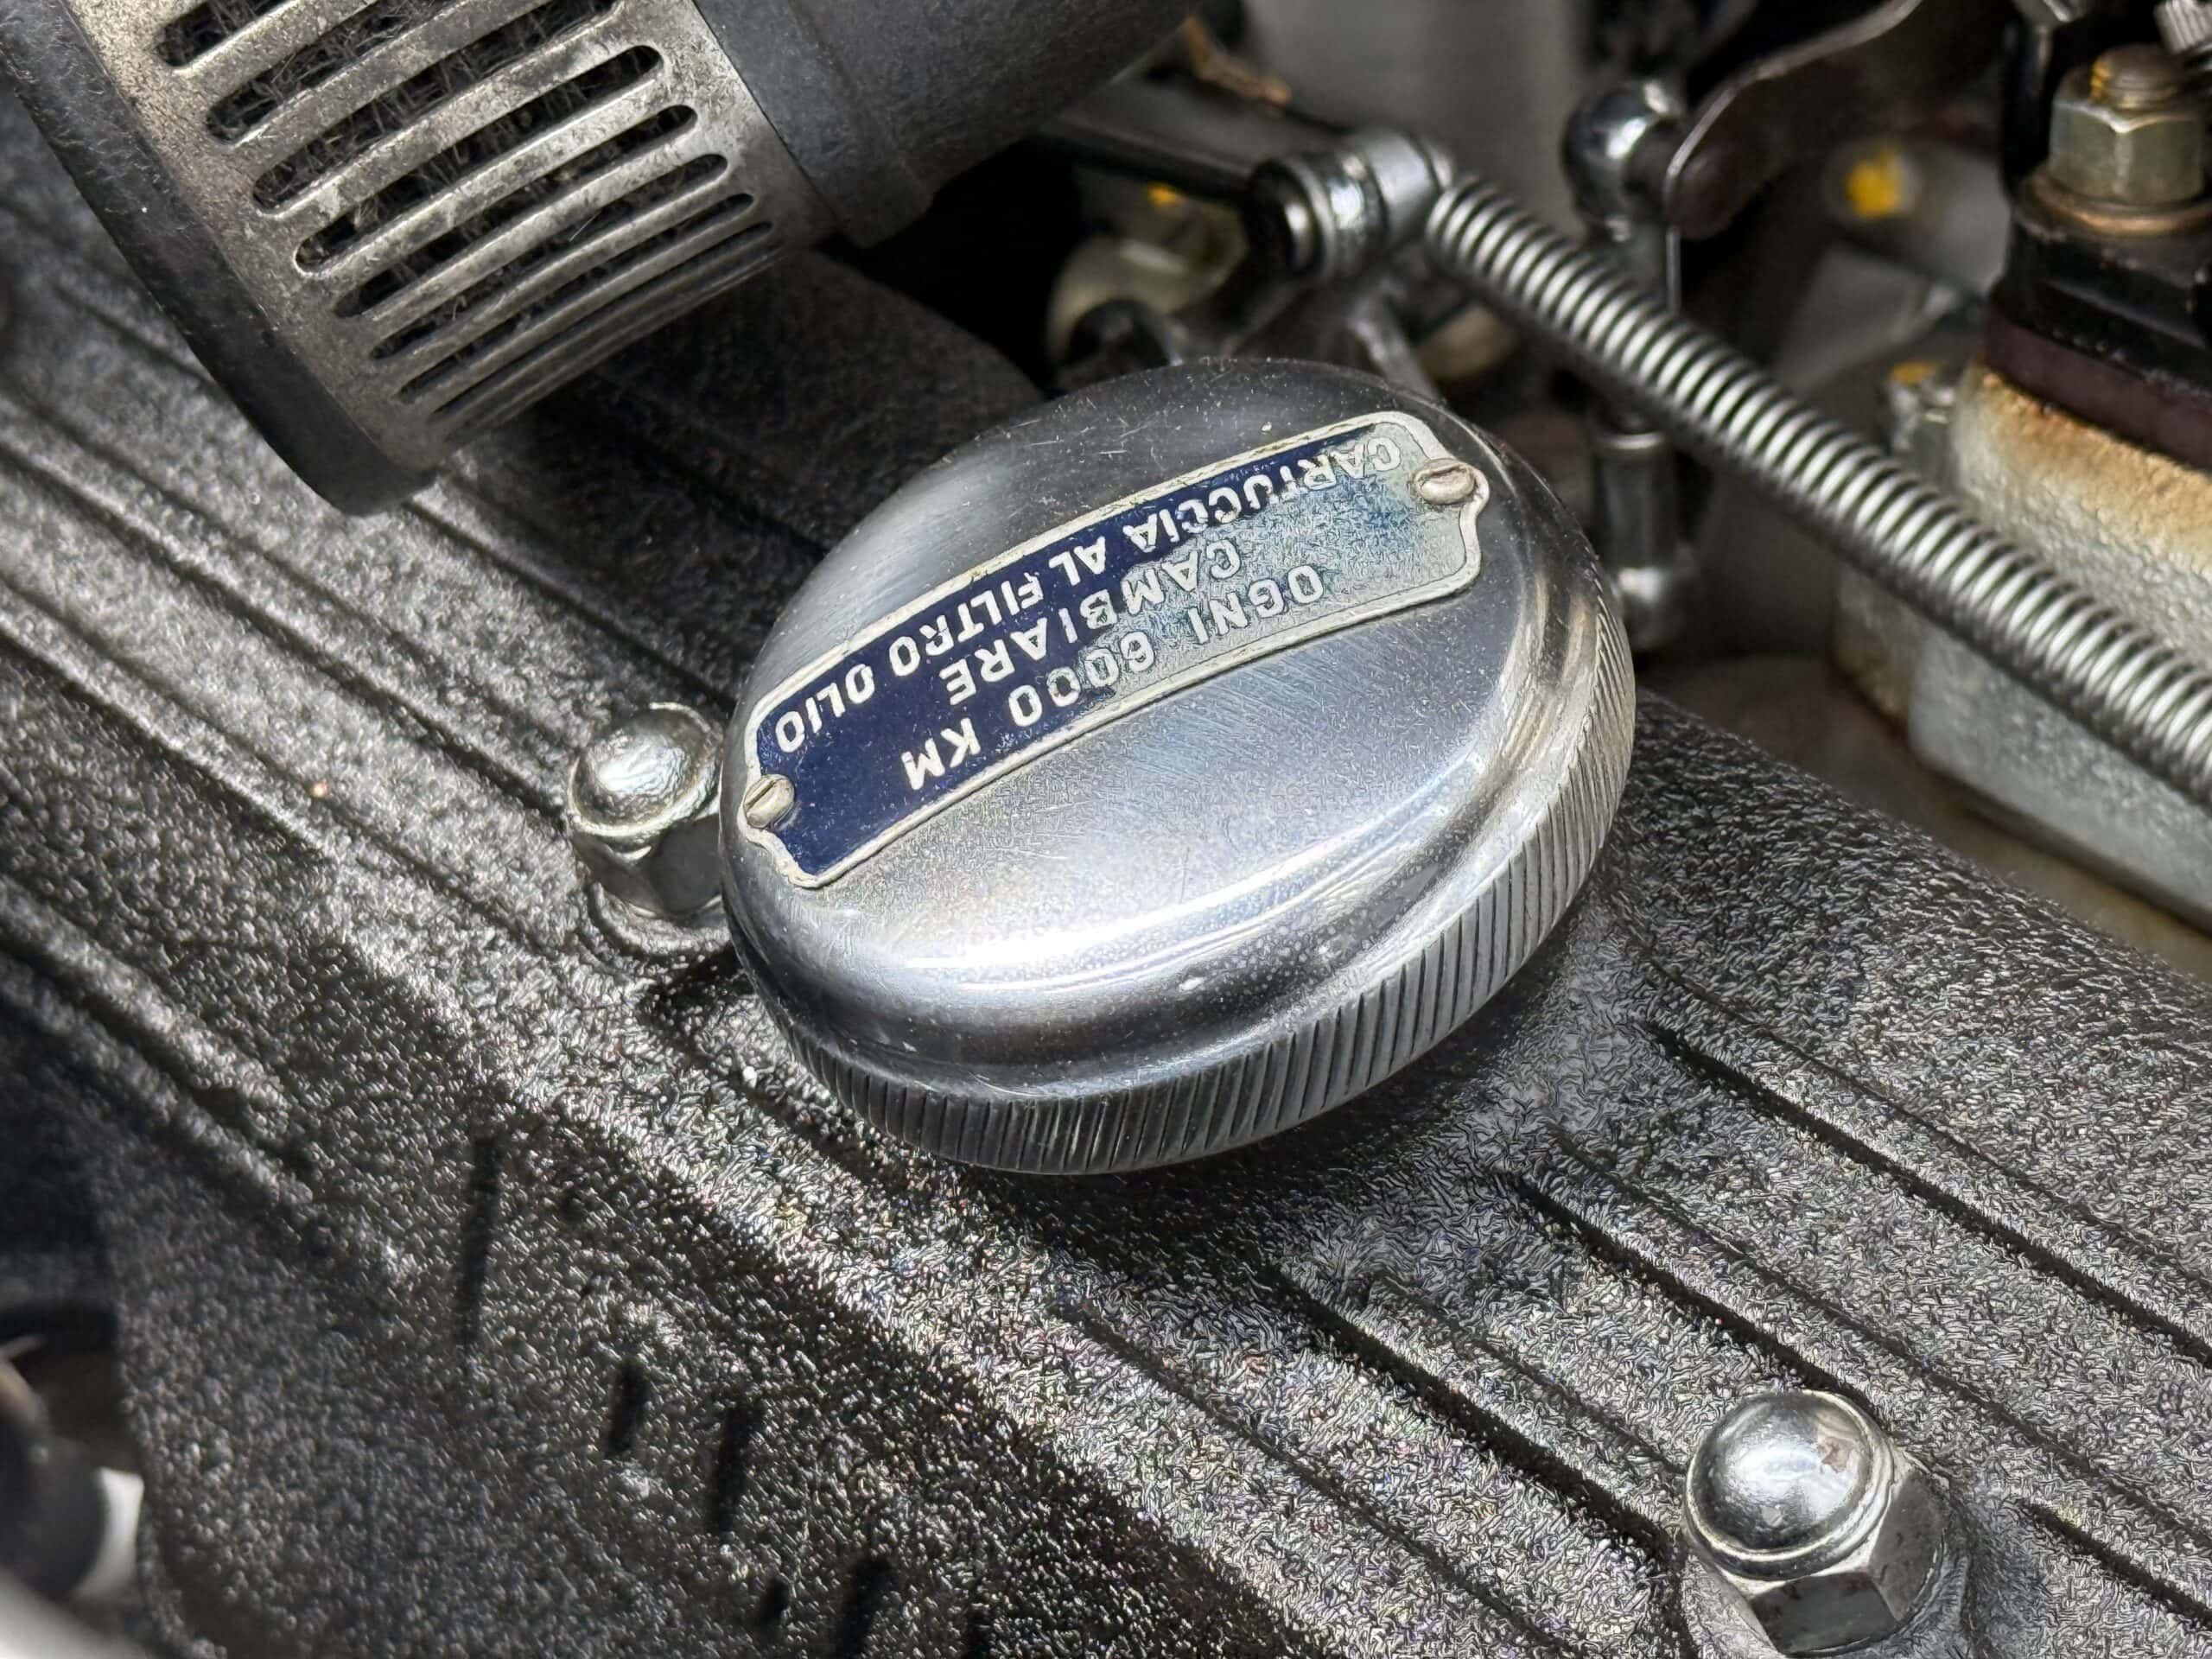 OGNI 6000 KM
CAMBIARE
CARTUCCIA AL FILTRO OLIO